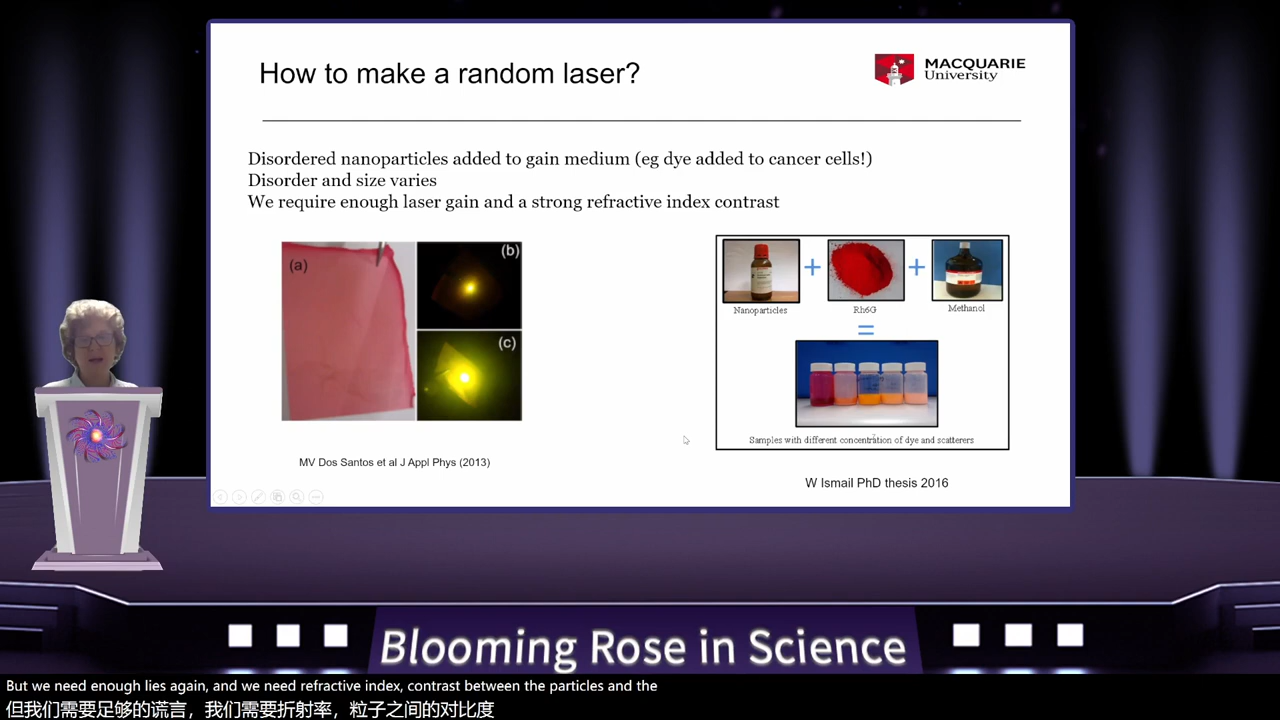 How to make a random laser?
MACQUARIE
University
Disordered nanoparticles added to gain medium (eg dye added to cancer cells!)
Disorder and size varies
We require enough laser gain and a strong refractive index contrast
(a)
(b)
(c)
MV Dos Santos et al J Appl Phys (2013)
+
+
Nanoparticles
Rh6G
Methanol
=
Samples with different concentration of dye and scatterers
W Ismail PhD thesis 2016
Blooming Rose in Science
But we need enough lies again, and we need refractive index, contrast between the particles and the
但我们需要足够的谎言，我们需要折射率，粒子之间的对比度